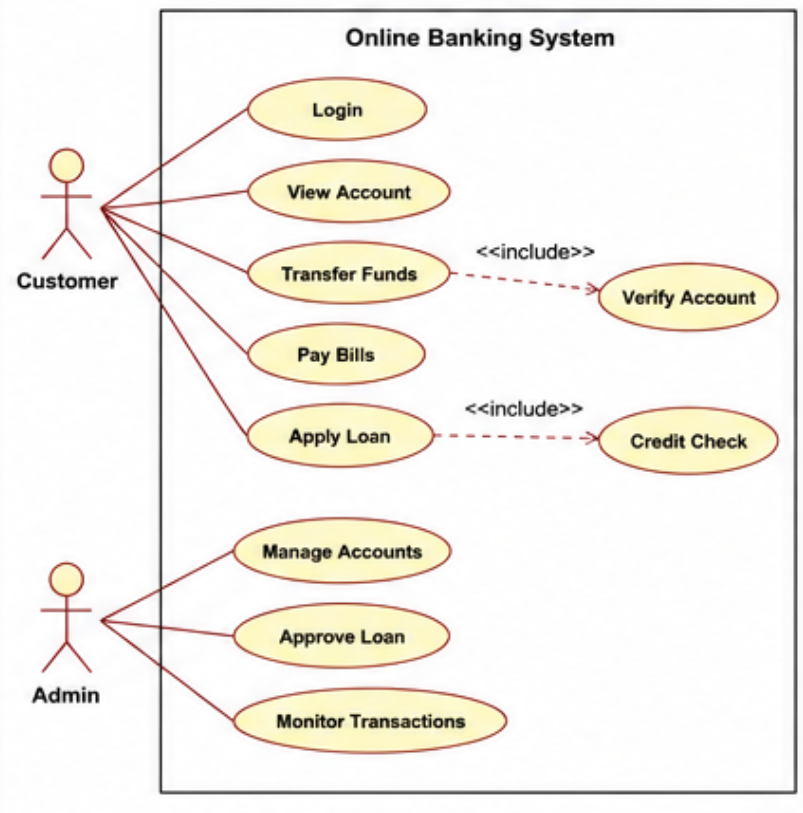 Online Banking System
Login
View Account
Customer
Transfer Funds
<<include>>
Verify Account
Pay Bills
Apply Loan
<<include>>
Credit Check
Manage Accounts
Approve Loan
Admin
Monitor Transactions